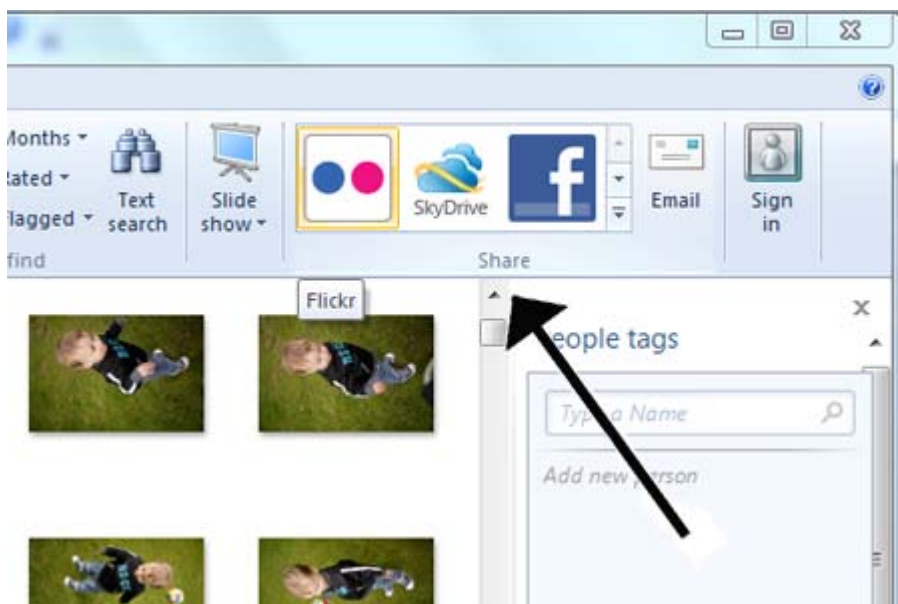 Months
Rated
Flagged
find
Text
search
Slide
show
SkyDrive
f
Share
Email
Sign
in
Flickr
eople tags
Type a Name
Add new person